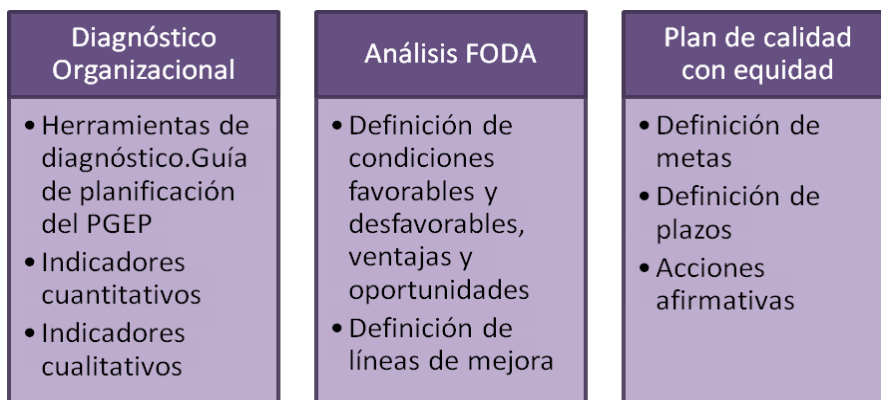 Diagnóstico
Organizacional
• Herramientas de
diagnóstico.Guía
de planificación
del PGEP
• Indicadores
cuantitativos
• Indicadores
cualitativos
Análisis FODA
• Definición de
condiciones
favorables y
desfavorables,
ventajas y
oportunidades
• Definición de
líneas de mejora
Plan de calidad
con equidad
• Definición de
metas
• Definición de
plazos
• Acciones
afirmativas